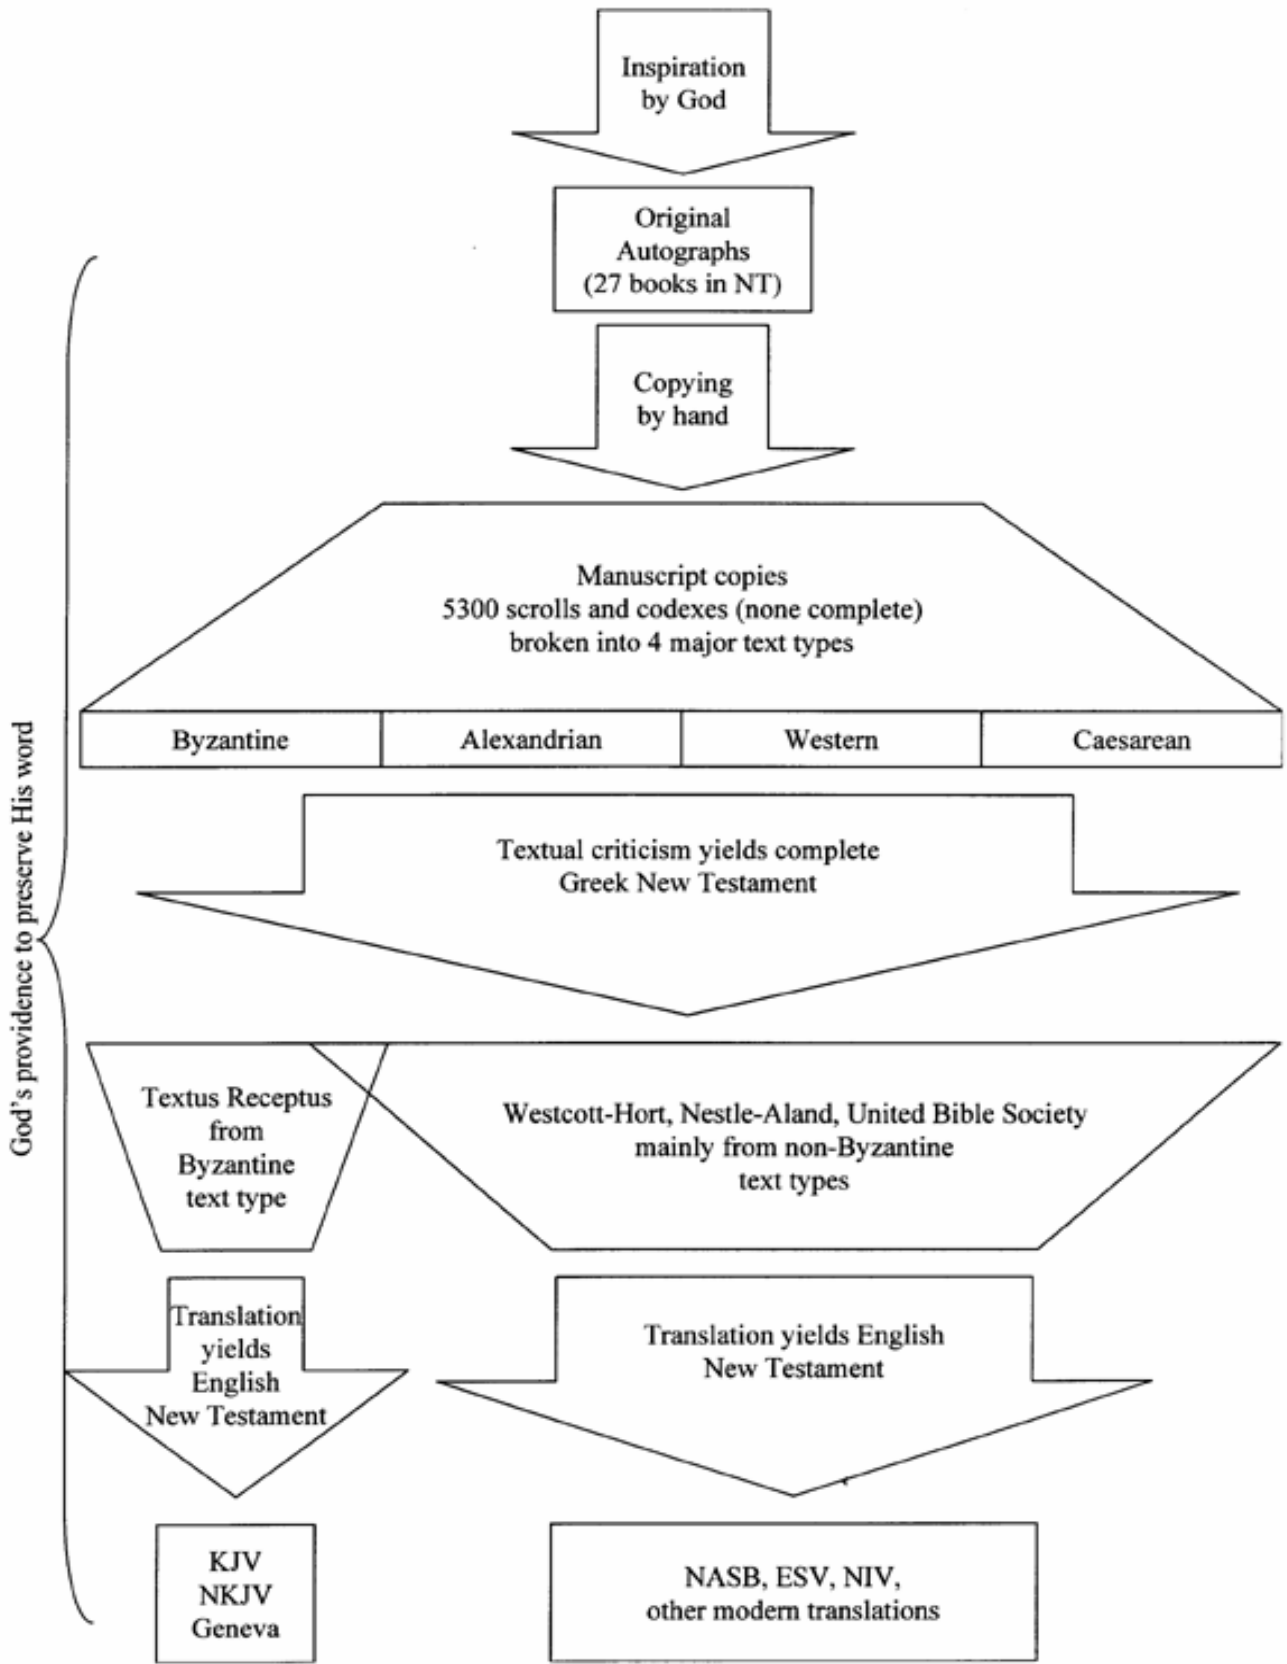 Inspiration
by God
Original
Autographs
(27 books in NT)
Copying
by hand
Manuscript copies
5300 scrolls and codexes (none complete)
broken into 4 major text types
Byzantine
Alexandrian
Western
Caesarean
Textual criticism yields complete
Greek New Testament
God's providence to preserve His word
Textus Receptus
from
Byzantine
text type
Westcott-Hort, Nestle-Aland, United Bible Society
mainly from non-Byzantine
text types
Translation
yields
English
New Testament
Translation yields English
New Testament
KJV
NKJV
Geneva
NASB, ESV, NIV,
other modern translations